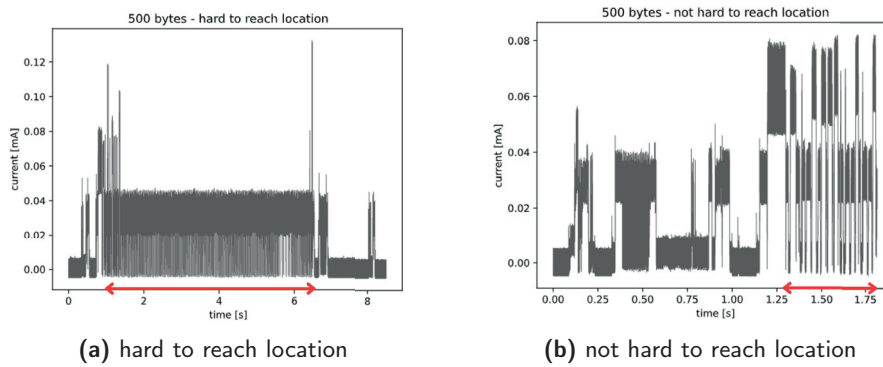 500 bytes - hard to reach location
current [mA]
0.12
0.10
0.08
0.06
0.04
0.02
0.00
0 2 4 6 8
time [s]
(a) hard to reach location
500 bytes - not hard to reach location
current [mA]
0.08
0.06
0.04
0.02
0.00
0.00 0.25 0.50 0.75 1.00 1.25 1.50 1.75
time [s]
(b) not hard to reach location